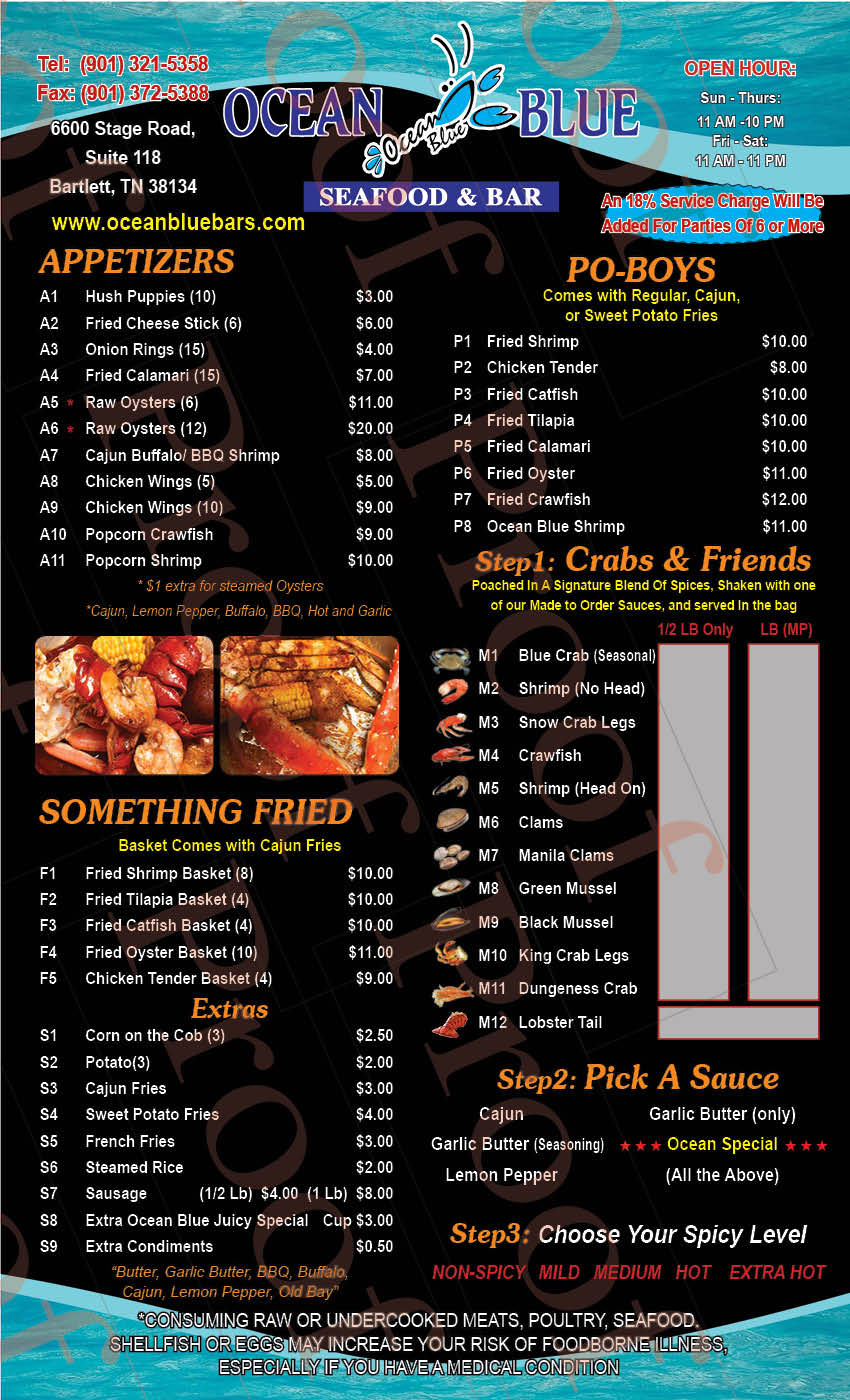 Tel: (901) 321-5358
Fax: (901) 372-5388
6600 Stage Road,
Suite 118
Bartlett, TN 38134
www.oceanbluebars.com
OCEAN BLUE
Ocean
Blue
SEAFOOD & BAR
OPEN HOUR:
Sun - Thurs:
11 AM -10 PM
Fri - Sat:
11 AM - 11 PM
An 18% Service Charge Will Be
Added For Parties Of 6 or More
APPETIZERS
A1 Hush Puppies (10) $3.00
A2 Fried Cheese Stick (6) $6.00
A3 Onion Rings (15) $4.00
A4 Fried Calamari (15) $7.00
A5 * Raw Oysters (6) $11.00
A6 * Raw Oysters (12) $20.00
A7 Cajun Buffalo/ BBQ Shrimp $8.00
A8 Chicken Wings (5) $5.00
A9 Chicken Wings (10) $9.00
A10 Popcorn Crawfish $9.00
A11 Popcorn Shrimp $10.00
* $1 extra for steamed Oysters
*Cajun, Lemon Pepper, Buffalo, BBQ, Hot and Garlic
SOMETHING FRIED
Basket Comes with Cajun Fries
F1 Fried Shrimp Basket (8) $10.00
F2 Fried Tilapia Basket (4) $10.00
F3 Fried Catfish Basket (4) $10.00
F4 Fried Oyster Basket (10) $11.00
F5 Chicken Tender Basket (4) $9.00
Extras
S1 Corn on the Cob (3) $2.50
S2 Potato(3) $2.00
S3 Cajun Fries $3.00
S4 Sweet Potato Fries $4.00
S5 French Fries $3.00
S6 Steamed Rice $2.00
S7 Sausage (1/2 Lb) $4.00 (1 Lb) $8.00
S8 Extra Ocean Blue Juicy Special Cup $3.00
S9 Extra Condiments $0.50
“Butter, Garlic Butter, BBQ, Buffalo,
Cajun, Lemon Pepper, Old Bay”
PO-BOYS
Comes with Regular, Cajun,
or Sweet Potato Fries
P1 Fried Shrimp $10.00
P2 Chicken Tender $8.00
P3 Fried Catfish $10.00
P4 Fried Tilapia $10.00
P5 Fried Calamari $10.00
P6 Fried Oyster $11.00
P7 Fried Crawfish $12.00
P8 Ocean Blue Shrimp $11.00
Step1: Crabs & Friends
Poached In A Signature Blend Of Spices, Shaken with one
of our Made to Order Sauces, and served In the bag
1/2 LB Only LB (MP)
M1 Blue Crab (Seasonal)
M2 Shrimp (No Head)
M3 Snow Crab Legs
M4 Crawfish
M5 Shrimp (Head On)
M6 Clams
M7 Manila Clams
M8 Green Mussel
M9 Black Mussel
M10 King Crab Legs
M11 Dungeness Crab
M12 Lobster Tail
Step2: Pick A Sauce
Cajun Garlic Butter (only)
Garlic Butter (Seasoning) ★★★ Ocean Special ★★★
Lemon Pepper (All the Above)
Step3: Choose Your Spicy Level
NON-SPICY MILD MEDIUM HOT EXTRA HOT
*CONSUMING RAW OR UNDERCOOKED MEATS, POULTRY, SEAFOOD.
SHELLFISH OR EGGS MAY INCREASE YOUR RISK OF FOODBORNE ILLNESS,
ESPECIALLY IF YOU HAVE A MEDICAL CONDITION
Proof
Proof
Proof
Proof